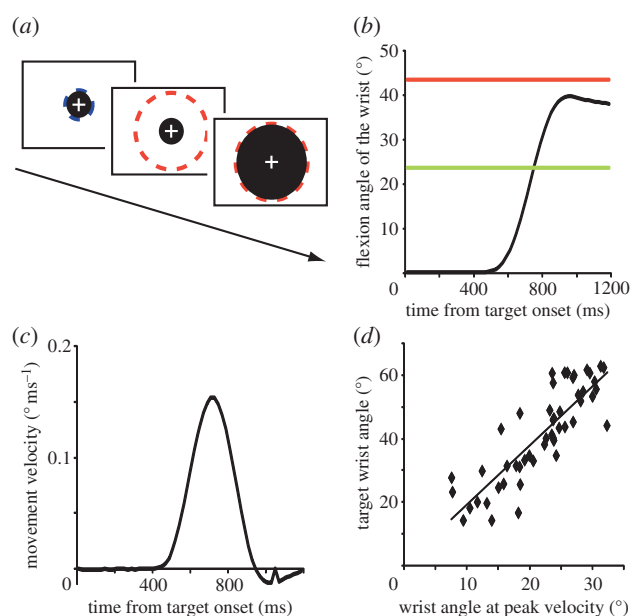 (a)
(b)
flexion angle of the wrist (°)
50
40
30
20
10
0
400
800
1200
time from target onset (ms)
(c)
movement velocity (° ms⁻¹)
0.2
0.1
0
400
800
time from target onset (ms)
(d)
target wrist angle (°)
60
40
20
0
10
20
30
wrist angle at peak velocity (°)